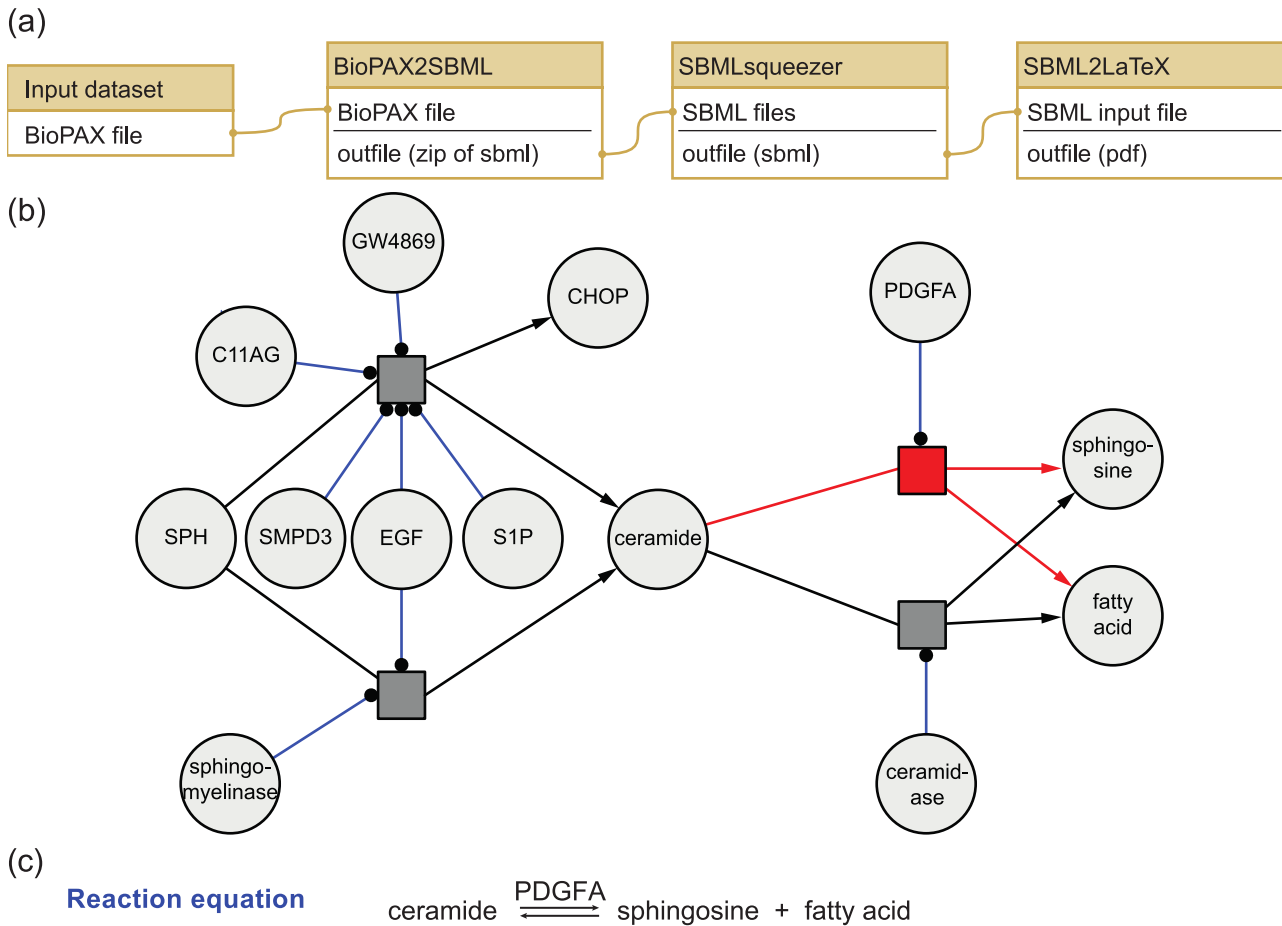 (a)
Input dataset
BioPAX file
BioPAX2SBML
BioPAX file
outfile (zip of sbml)
SBMLsqueezer
SBML files
outfile (sbml)
SBML2LaTeX
SBML input file
outfile (pdf)
(b)
GW4869
CHOP
PDGFA
C11AG
sphingo-
sine
SPH
SMPD3
EGF
S1P
ceramide
fatty
acid
sphingo-
myelinase
ceramid-
ase
(c)
Reaction equation
PDGFA
ceramide ⇌ sphingosine + fatty acid